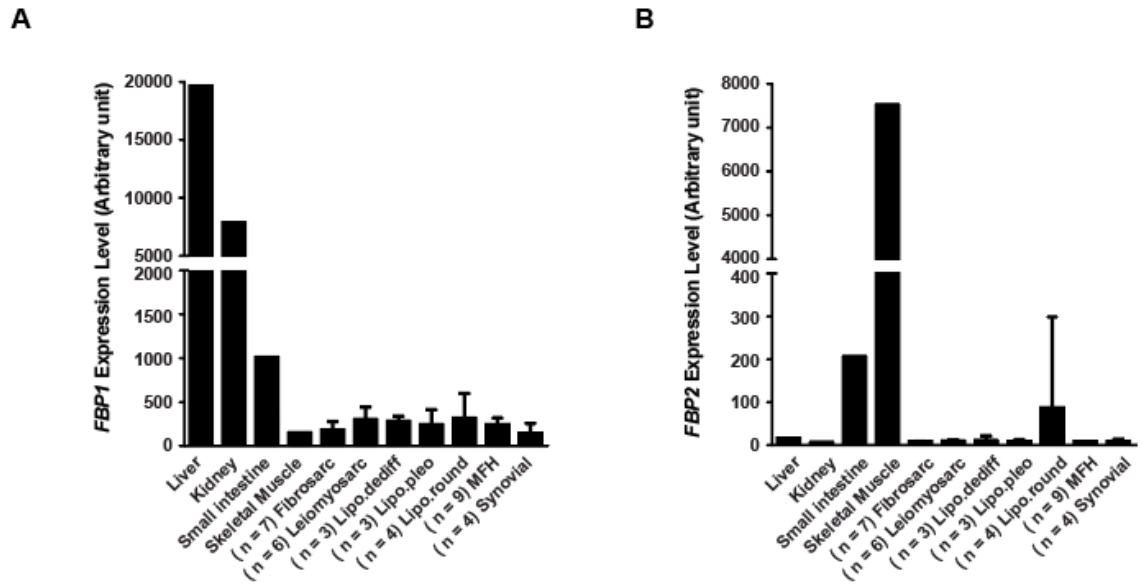 A
FBP1 Expression Level (Arbitrary unit)
20000
15000
10000
5000
2000
1500
1000
500
0
Liver
Kidney
Small intestine
Skeletal Muscle
( n = 7) Fibrosarc
( n = 6) Leiomyosarc
( n = 3) Lipo.dediff
( n = 3) Lipo,pleo
( n = 4) Lipo.round
( n = 9) MFH
( n = 4) Synovial
B
FBP2 Expression Level (Arbitrary unit)
8000
7000
6000
5000
4000
400
300
200
100
0
Liver
Kidney
Small intestine
Skeletal Muscle
( n = 7) Fibrosarc
( n = 6) Leiomyosarc
( n = 3) Lipo.dediff
( n = 3) Lipo,pleo
( n = 4) Lipo.round
( n = 9) MFH
( n = 4) Synovial